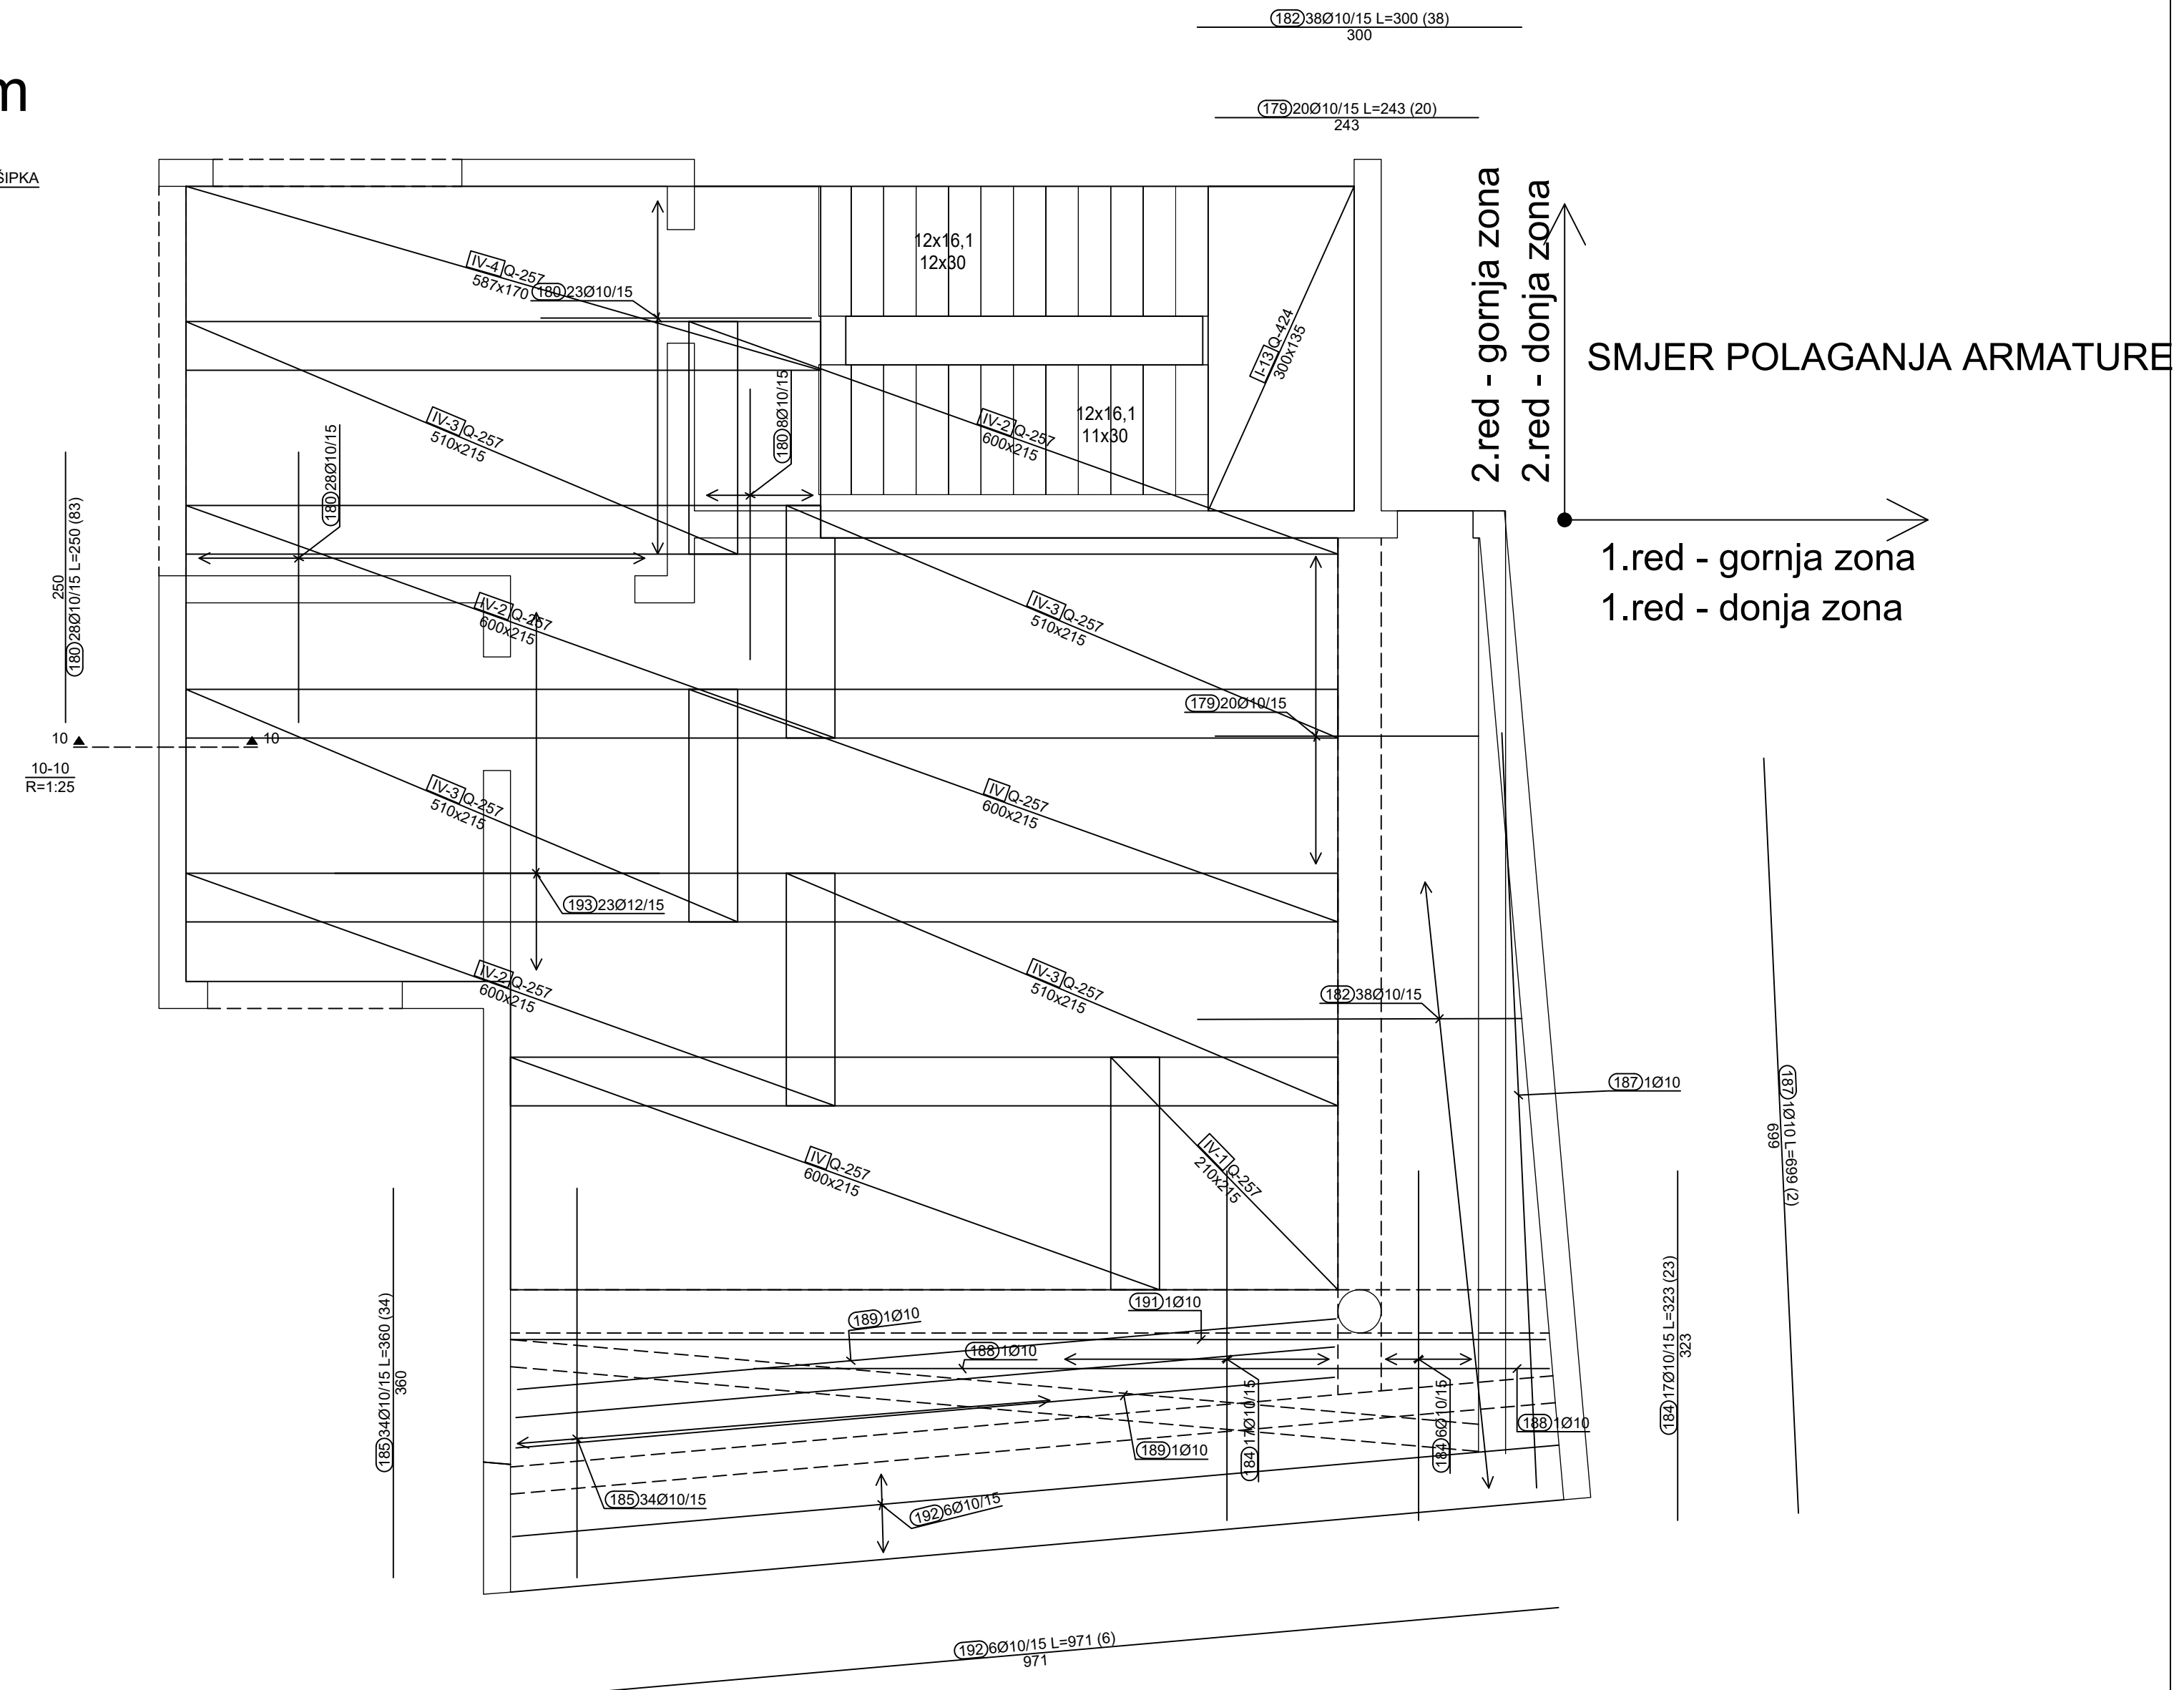 182 38Ø10/15 L=300 (38)
300
m
179 20Ø10/15 L=243 (20)
243
ŠIPKA
2.red - gornja zona
2.red - donja zona
SMJER POLAGANJA ARMATURE
1.red - gornja zona
1.red - donja zona
12x16,1
12x30
IV-4 Q-257
587x170
180 23Ø10/15
I-13 Q-424
300x135
12x16,1
11x30
IV-3 Q-257
510x215
180 8Ø10/15
IV-2 Q-257
600x215
180 28Ø10/15
250
180 28Ø10/15 L=250 (83)
IV-2 Q-257
600x215
IV-3 Q-257
510x215
179 20Ø10/15
10
10
10-10
R=1:25
IV-3 Q-257
510x215
IV Q-257
600x215
193 23Ø12/15
IV-2 Q-257
600x215
IV-3 Q-257
510x215
182 38Ø10/15
187 1Ø10
187 1Ø10 L=699 (2)
699
IV Q-257
600x215
IV-1 Q-257
210x215
185 34Ø10/15 L=360 (34)
360
184 17Ø10/15 L=323 (23)
323
189 1Ø10
191 1Ø10
188 1Ø10
184 17Ø10/15
184 6Ø10/15
188 1Ø10
189 1Ø10
185 34Ø10/15
192 6Ø10/15
192 6Ø10/15 L=971 (6)
971